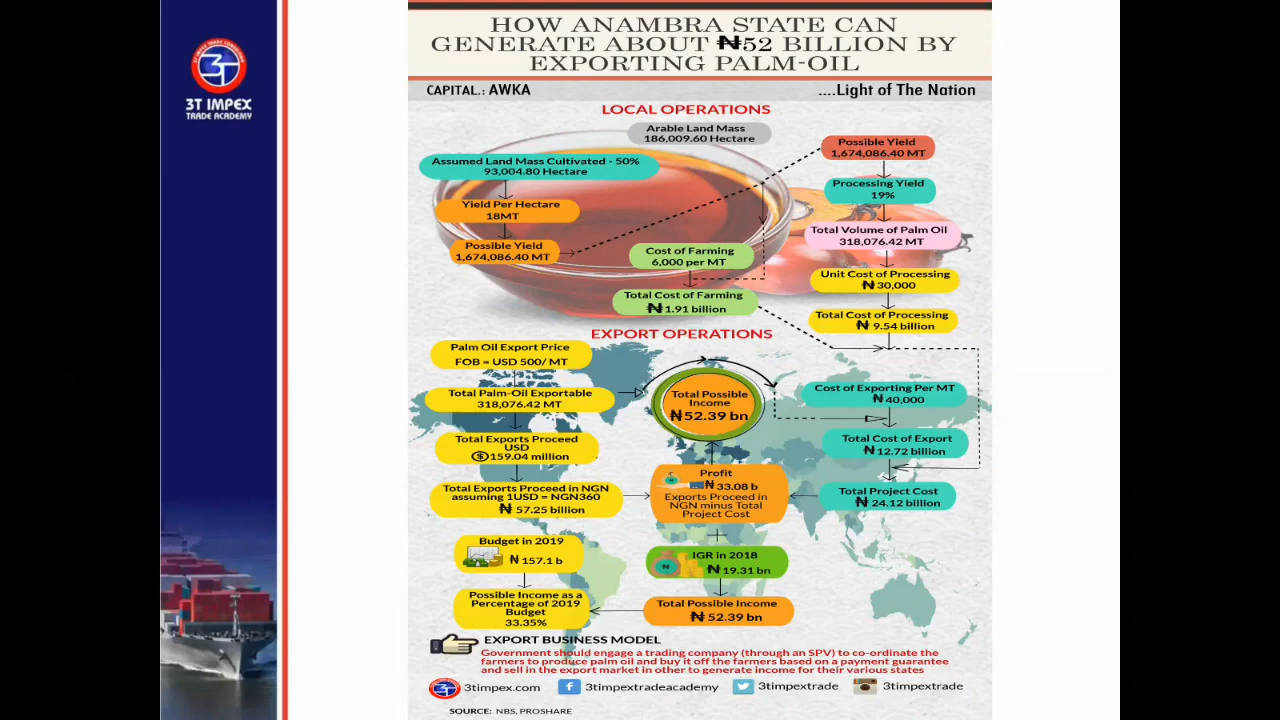 3T IMPEX TRADE CONSULTING
3T
3T IMPEX
TRADE ACADEMY
HOW ANAMBRA STATE CAN
GENERATE ABOUT ₦52 BILLION BY
EXPORTING PALM-OIL
CAPITAL.: AWKA
....Light of The Nation
LOCAL OPERATIONS
Arable Land Mass
186,009.60 Hectare
Assumed Land Mass Cultivated - 50%
93,004.80 Hectare
Yield Per Hectare
18MT
Possible Yield
1,674,086.40 MT
Cost of Farming
6,000 per MT
Total Cost of Farming
₦ 1.91 billion
Possible Yield
1,674,086.40 MT
Processing Yield
19%
Total Volume of Palm Oil
318,076.42 MT
Unit Cost of Processing
₦ 30,000
Total Cost of Processing
₦ 9.54 billion
EXPORT OPERATIONS
Palm Oil Export Price
FOB = USD 500/ MT
Total Palm-Oil Exportable
318,076.42 MT
Total Exports Proceed
USD
$ 159.04 million
Total Exports Proceed in NGN
assuming 1USD = NGN360
₦ 57.25 billion
Total Possible
Income
₦52.39 bn
Cost of Exporting Per MT
₦ 40,000
Total Cost of Export
₦ 12.72 billion
Total Project Cost
₦ 24.12 billion
Profit
₦ 33.08 b
Exports Proceed in
NGN minus Total
Project Cost
Budget in 2019
₦ 157.1 b
IGR in 2018
₦ 19.31 bn
Possible Income as a
Percentage of 2019
Budget
33.35%
Total Possible Income
₦ 52.39 bn
EXPORT BUSINESS MODEL
Government should engage a trading company (through an SPV) to co-ordinate the
farmers to produce palm oil and buy it off the farmers based on a payment guarantee
and sell in the export market in other to generate income for their various states
3T
3timpex.com
3timpextradeacademy
3timpextrade
3timpextrade
SOURCE: NBS, PROSHARE